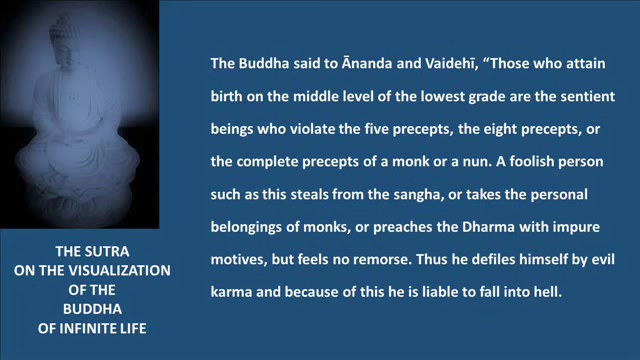 The Buddha said to Ānanda and Vaidehī, “Those who attain
birth on the middle level of the lowest grade are the sentient
beings who violate the five precepts, the eight precepts, or
the complete precepts of a monk or a nun. A foolish person
such as this steals from the sangha, or takes the personal
belongings of monks, or preaches the Dharma with impure
motives, but feels no remorse. Thus he defiles himself by evil
karma and because of this he is liable to fall into hell.
THE SUTRA
ON THE VISUALIZATION
OF THE
BUDDHA
OF INFINITE LIFE